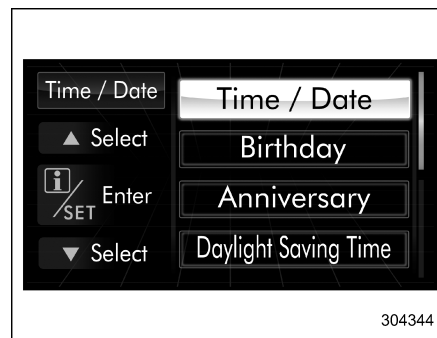 Time / Date
▲ Select
i/SET Enter
▼ Select
Time / Date
Birthday
Anniversary
Daylight Saving Time
304344